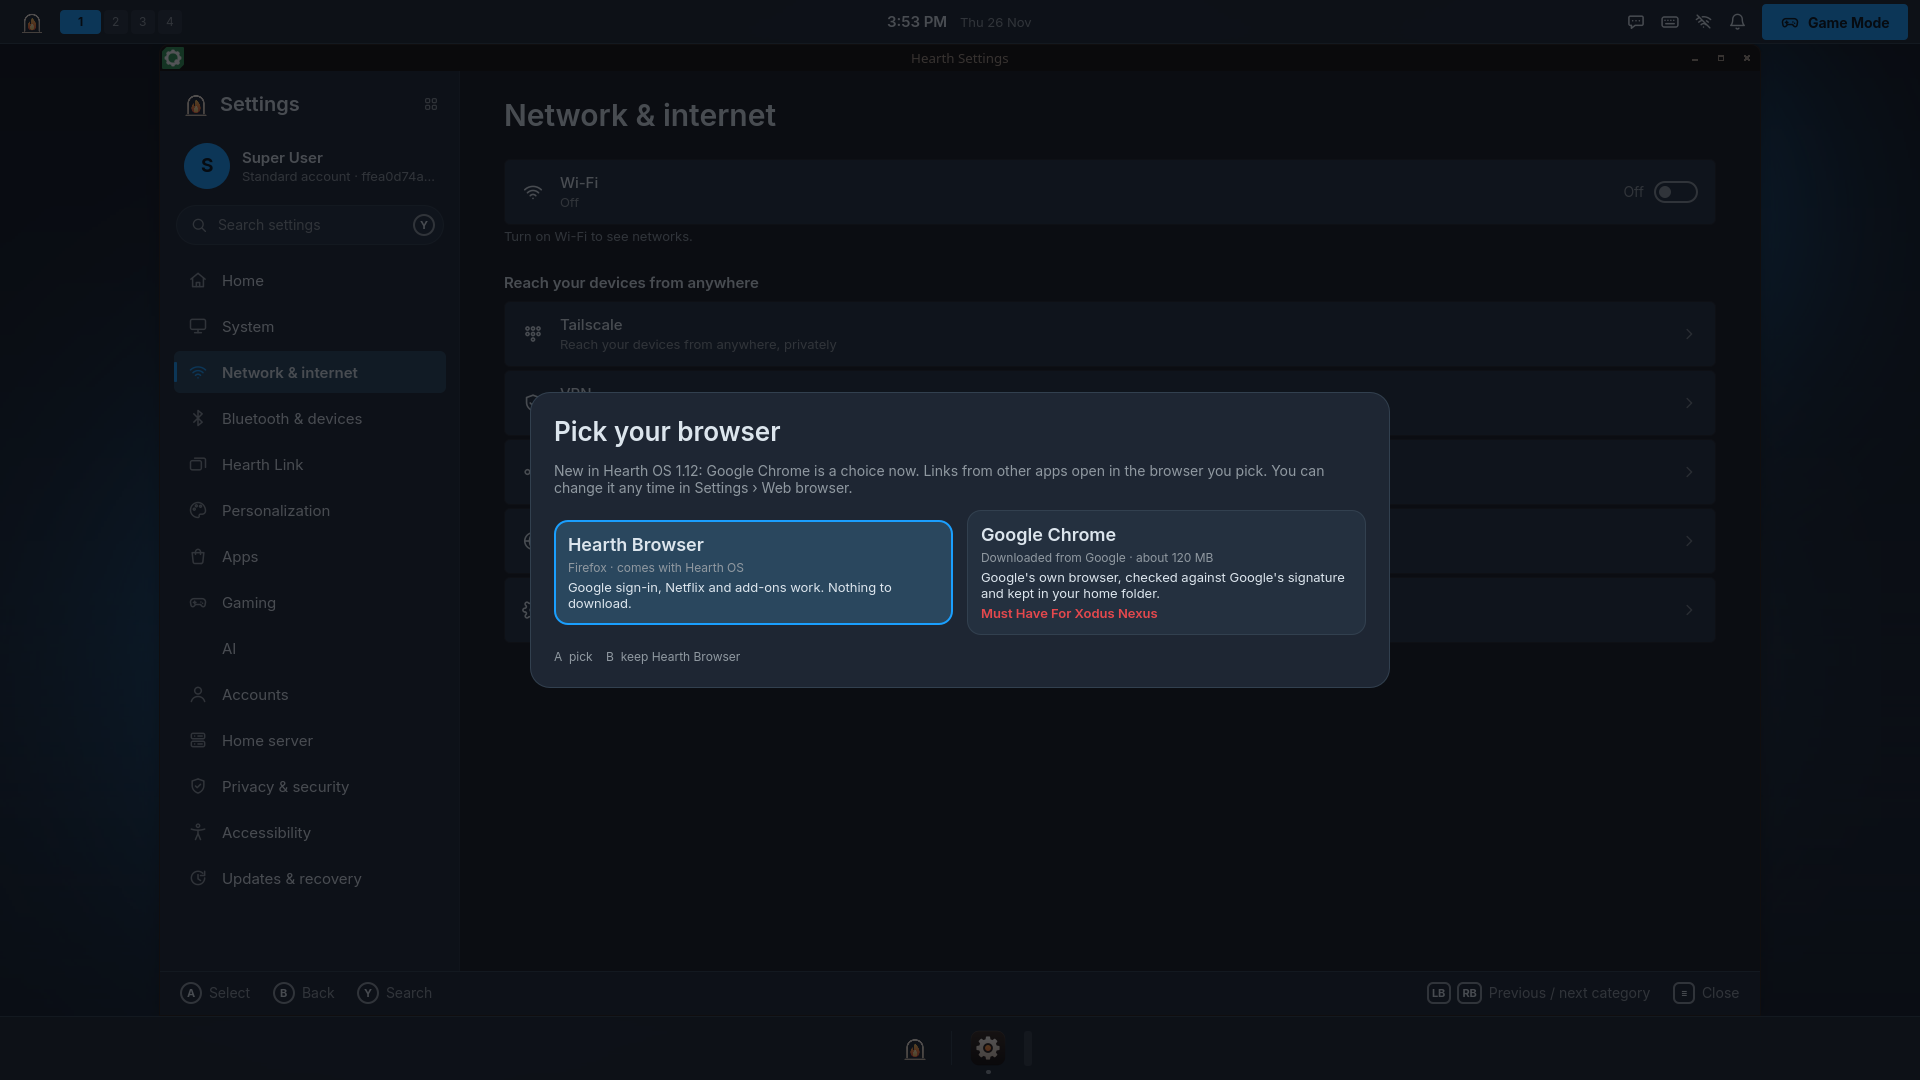 1 2 3 4
3:53 PM Thu 26 Nov
Game Mode
Hearth Settings
Settings
S
Super User
Standard account · ffea0d74a...
Search settings Y
Home
System
Network & internet
Bluetooth & devices
Hearth Link
Personalization
Apps
Gaming
AI
Accounts
Home server
Privacy & security
Accessibility
Updates & recovery
Network & internet
Wi-Fi
Off
Off
Turn on Wi-Fi to see networks.
Reach your devices from anywhere
Tailscale
Reach your devices from anywhere, privately
VPN
Pick your browser
New in Hearth OS 1.12: Google Chrome is a choice now. Links from other apps open in the browser you pick. You can
change it any time in Settings › Web browser.
Hearth Browser
Firefox · comes with Hearth OS
Google sign-in, Netflix and add-ons work. Nothing to
download.
Google Chrome
Downloaded from Google · about 120 MB
Google's own browser, checked against Google's signature
and kept in your home folder.
Must Have For Xodus Nexus
A pick B keep Hearth Browser
A Select B Back Y Search
LB RB Previous / next category Close